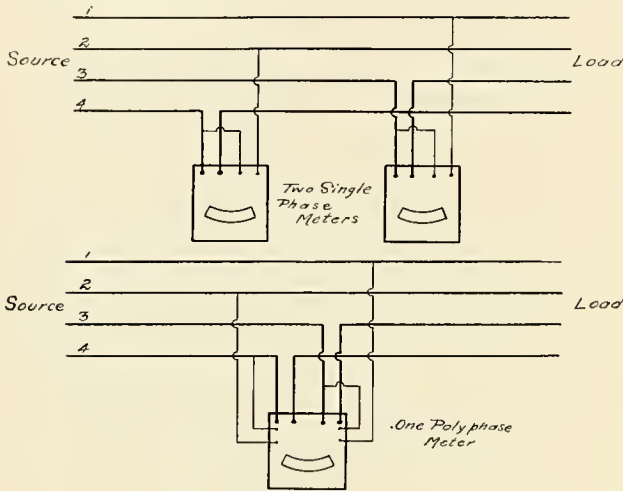 1
2
Source
Load
3
4
Two Single
Phase
Meters
1
2
Source
Load
3
4
.One Polyphase
Meter